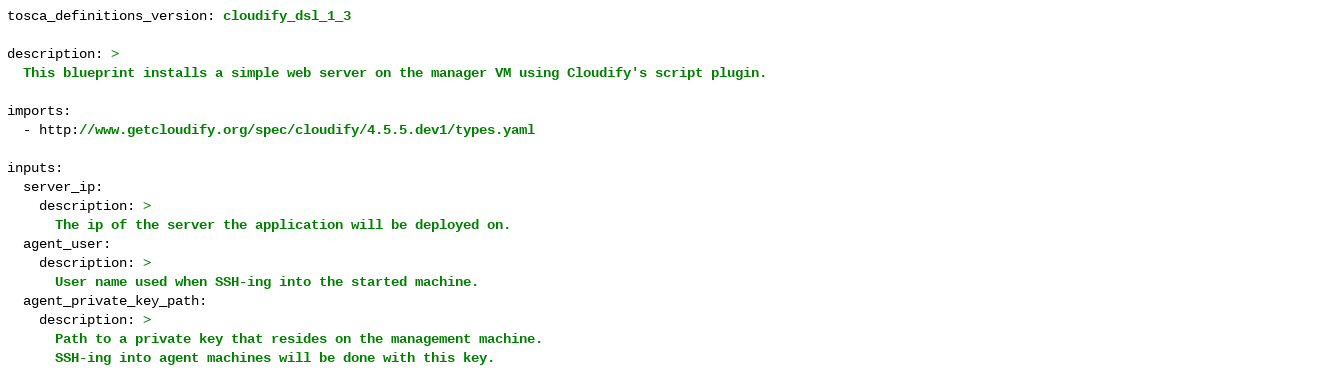 tosca_definitions_version: cloudify_dsl_1_3

description: >
  This blueprint installs a simple web server on the manager VM using Cloudify's script plugin.

imports:
  - http://www.getcloudify.org/spec/cloudify/4.5.5.dev1/types.yaml

inputs:
  server_ip:
    description: >
      The ip of the server the application will be deployed on.
  agent_user:
    description: >
      User name used when SSH-ing into the started machine.
  agent_private_key_path:
    description: >
      Path to a private key that resides on the management machine.
      SSH-ing into agent machines will be done with this key.